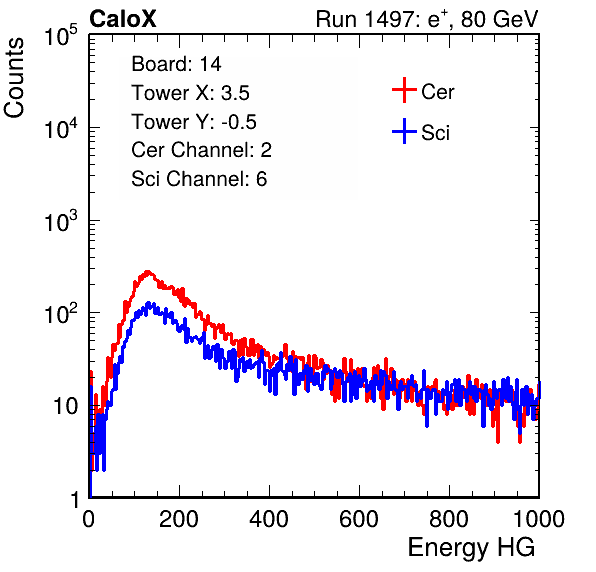 CaloX Run 1497: e⁺, 80 GeV
Counts
10⁵
10⁴
10³
10²
10
1
Board: 14
Tower X: 3.5
Tower Y: -0.5
Cer Channel: 2
Sci Channel: 6
Cer
Sci
0 200 400 600 800 1000
Energy HG